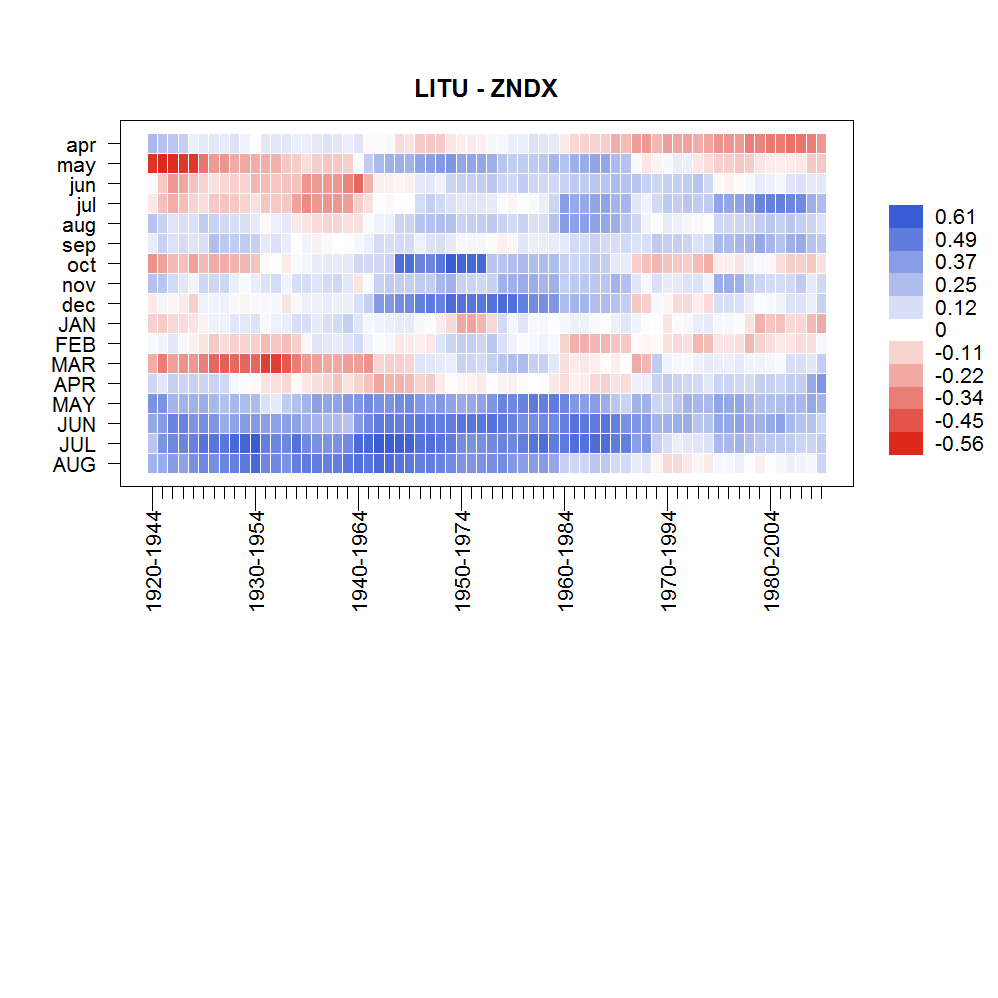 LITU - ZNDX
apr
may
jun
jul
aug
sep
oct
nov
dec
JAN
FEB
MAR
APR
MAY
JUN
JUL
AUG
0.61
0.49
0.37
0.25
0.12
0
-0.11
-0.22
-0.34
-0.45
-0.56
1920-1944
1930-1954
1940-1964
1950-1974
1960-1984
1970-1994
1980-2004